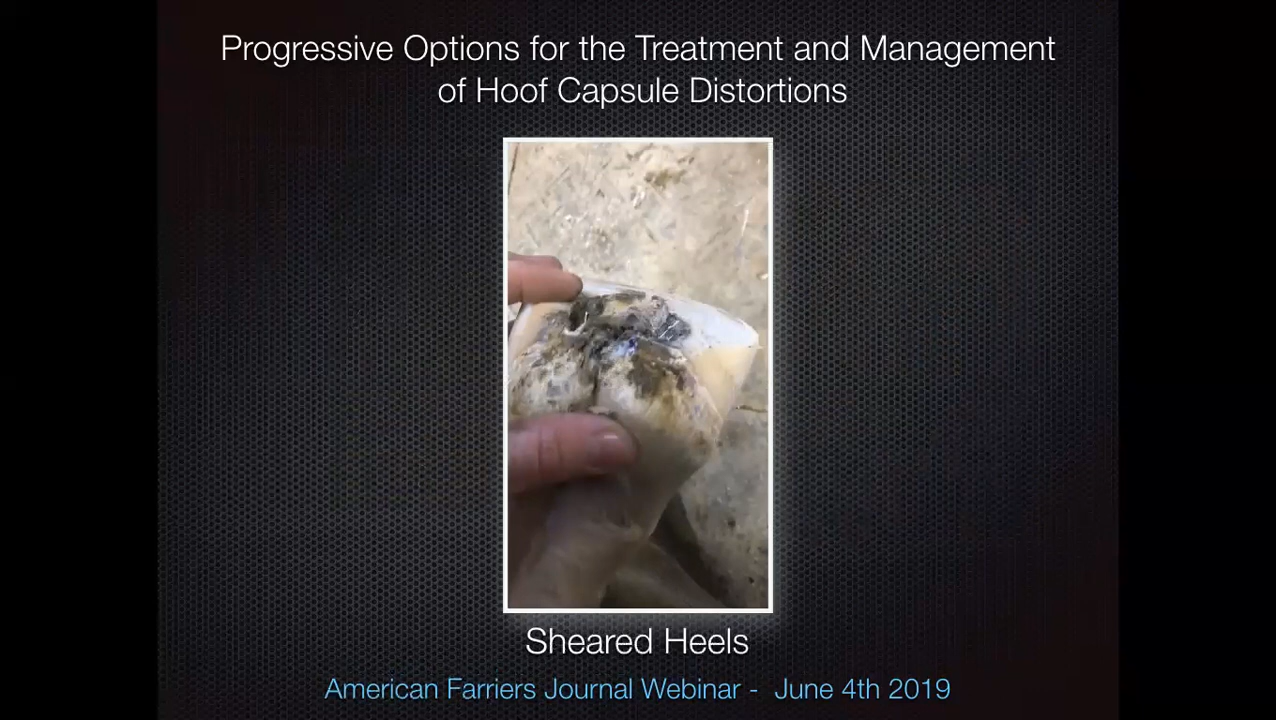 Progressive Options for the Treatment and Management
of Hoof Capsule Distortions
Sheared Heels
American Farriers Journal Webinar - June 4th 2019